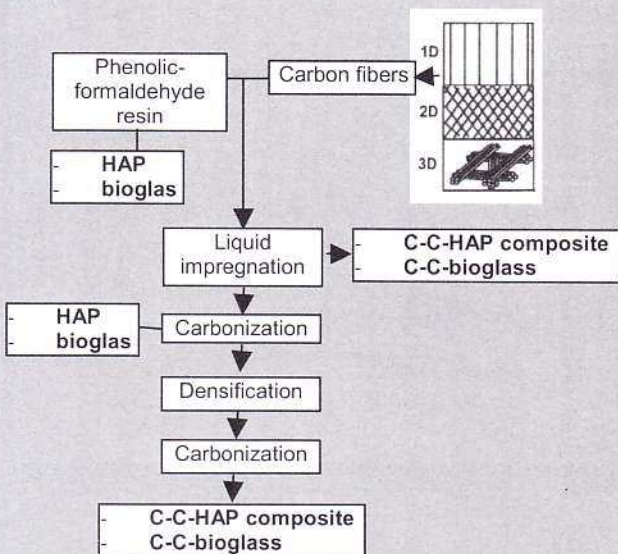 Phenolic-
formaldehyde
resin
- HAP
- bioglas
Carbon fibers
1D
2D
3D
Liquid
impregnation
- C-C-HAP composite
- C-C-bioglass
- HAP
- bioglas
Carbonization
Densification
Carbonization
- C-C-HAP composite
- C-C-bioglass